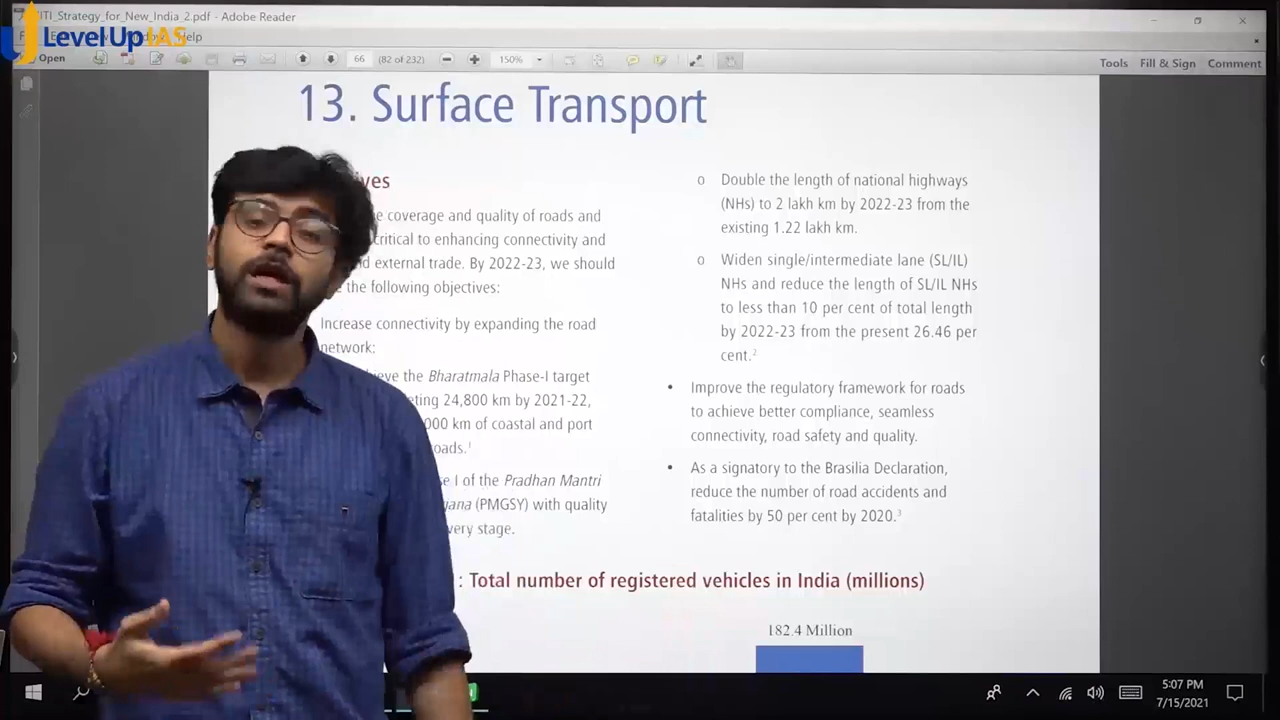 ITI_Strategy_for_New_India_2.pdf - Adobe Reader
LevelUp IAS
Help
Open
66
(82 of 232)
150%
Tools
Fill & Sign
Comment
13. Surface Transport
ives
coverage and quality of roads and
critical to enhancing connectivity and
external trade. By 2022-23, we should
the following objectives:
Increase connectivity by expanding the road
network:
the Bharatmala Phase-I target
eting 24,800 km by 2021-22,
000 km of coastal and port
oads.1
I of the Pradhan Mantri
(PMGSY) with quality
very stage.
o Double the length of national highways
(NHs) to 2 lakh km by 2022-23 from the
existing 1.22 lakh km.
o Widen single/intermediate lane (SL/IL)
NHs and reduce the length of SL/IL NHs
to less than 10 per cent of total length
by 2022-23 from the present 26.46 per
cent.2
• Improve the regulatory framework for roads
to achieve better compliance, seamless
connectivity, road safety and quality.
• As a signatory to the Brasilia Declaration,
reduce the number of road accidents and
fatalities by 50 per cent by 2020.3
: Total number of registered vehicles in India (millions)
182.4 Million
5:07 PM
7/15/2021